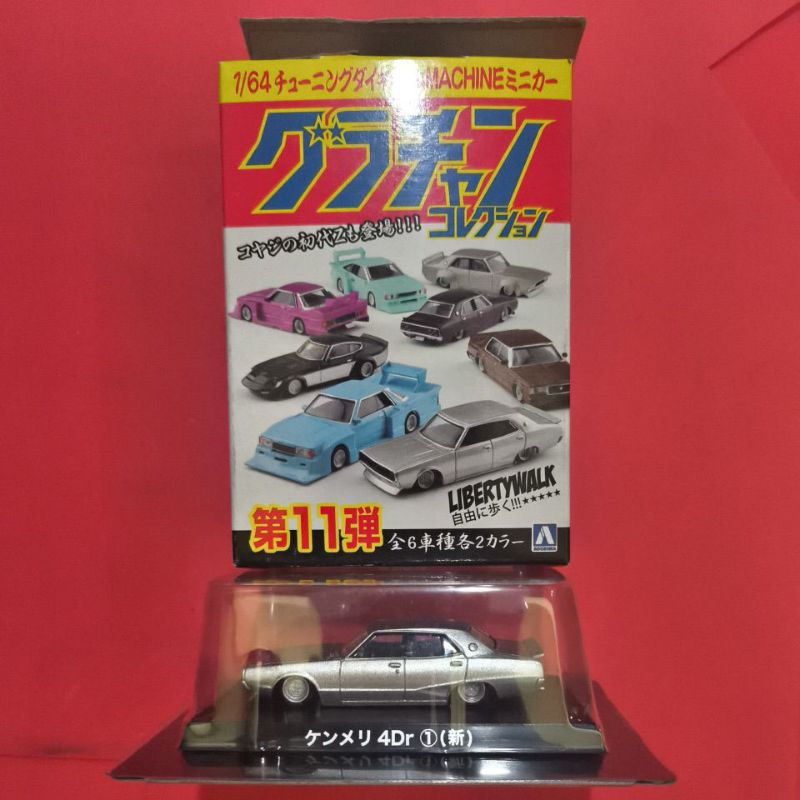 1/64 チューニングダイキャスMACHINEミニカー
グラチャン
コレクション
コヤジの初代Zも登場!!!
LIBERTYWALK
自由に歩く!!!★★★★★
第11弾
全6車種各2カラー
AOSHIMA
ケンメリ 4Dr ①(新)